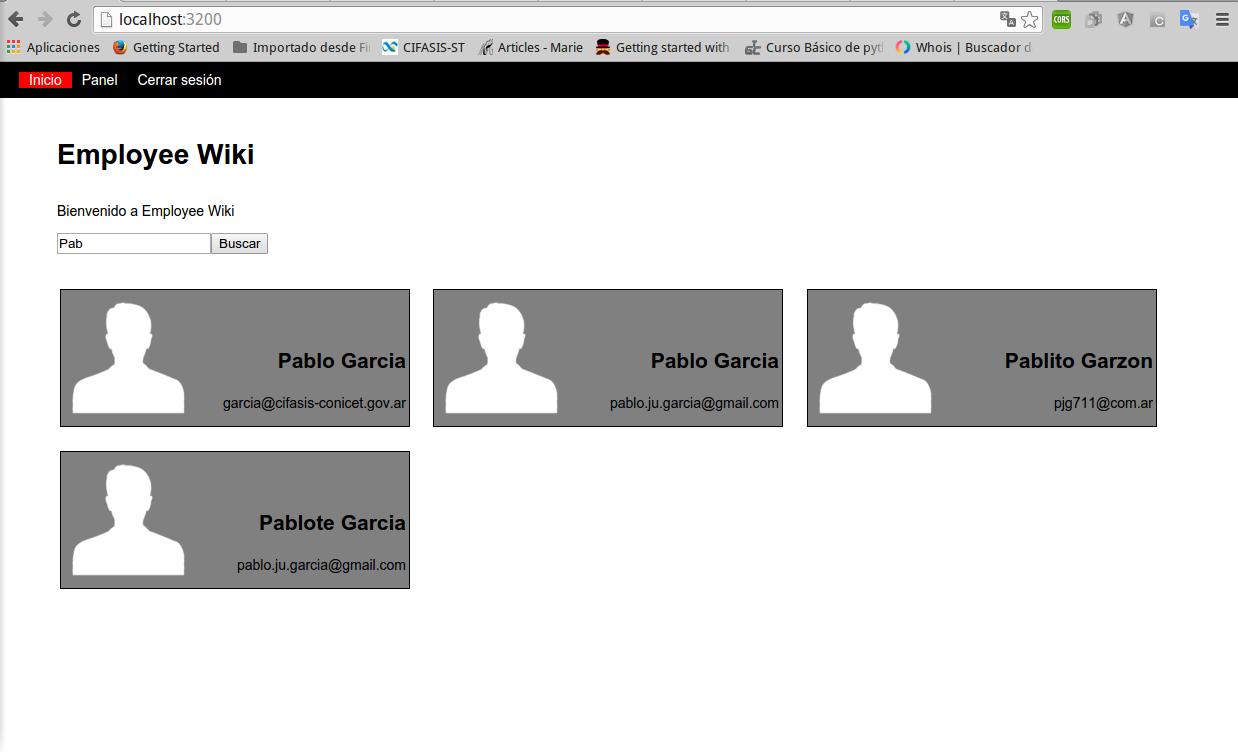 localhost:3200
CORS
Aplicaciones Getting Started Importado desde CIFASIS-ST Articles - Marie Getting started with Curso Básico de Whois | Buscador
Inicio Panel Cerrar sesión
Employee Wiki
Bienvenido a Employee Wiki
Pab Buscar
Pablo Garcia
garcia@cifasis-conicet.gov.ar
Pablo Garcia
pablo.ju.garcia@gmail.com
Pablito Garzon
pjg711@com.ar
Pablote Garcia
pablo.ju.garcia@gmail.com